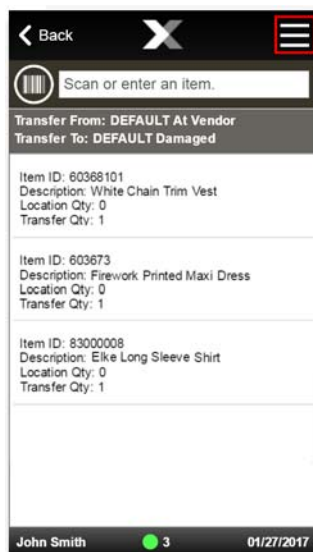 Back
Scan or enter an item.
Transfer From: DEFAULT At Vendor
Transfer To: DEFAULT Damaged
Item ID: 60368101
Description: White Chain Trim Vest
Location Qty: 0
Transfer Qty: 1
Item ID: 603673
Description: Firework Printed Maxi Dress
Location Qty: 0
Transfer Qty: 1
Item ID: 83000008
Description: Elke Long Sleeve Shirt
Location Qty: 0
Transfer Qty: 1
John Smith 3 01/27/2017